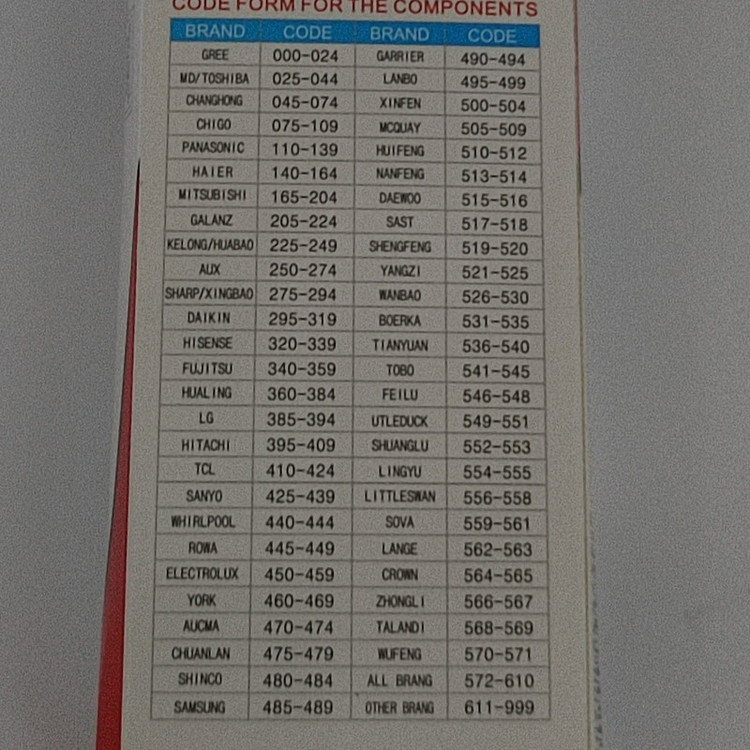 CODE FORM FOR THE COMPONENTS
BRAND CODE BRAND CODE
GREE 000-024 GARRIER 490-494
MD/TOSHIBA 025-044 LANBO 495-499
CHANGHONG 045-074 XINFEN 500-504
CHIGO 075-109 MCQUAY 505-509
PANASONIC 110-139 HUIFENG 510-512
HAIER 140-164 NANFENG 513-514
MITSUBISHI 165-204 DAEWOO 515-516
GALANZ 205-224 SAST 517-518
KELONG/HUABAO 225-249 SHENGFENG 519-520
AUX 250-274 YANGZI 521-525
SHARP/XINGBAO 275-294 WANBAO 526-530
DAIKIN 295-319 BOERKA 531-535
HISENSE 320-339 TIANYUAN 536-540
FUJITSU 340-359 TOBO 541-545
HUALING 360-384 FEILU 546-548
LG 385-394 UTLEDUCK 549-551
HITACHI 395-409 SHUANGLU 552-553
TCL 410-424 LINGYU 554-555
SANYO 425-439 LITTLESWAN 556-558
WHIRLPOOL 440-444 SOVA 559-561
ROWA 445-449 LANGE 562-563
ELECTROLUX 450-459 CROWN 564-565
YORK 460-469 ZHONGLI 566-567
AUCMA 470-474 TALANDI 568-569
CHUANLAN 475-479 WUFENG 570-571
SHINCO 480-484 ALL BRANG 572-610
SAMSUNG 485-489 OTHER BRANG 611-999